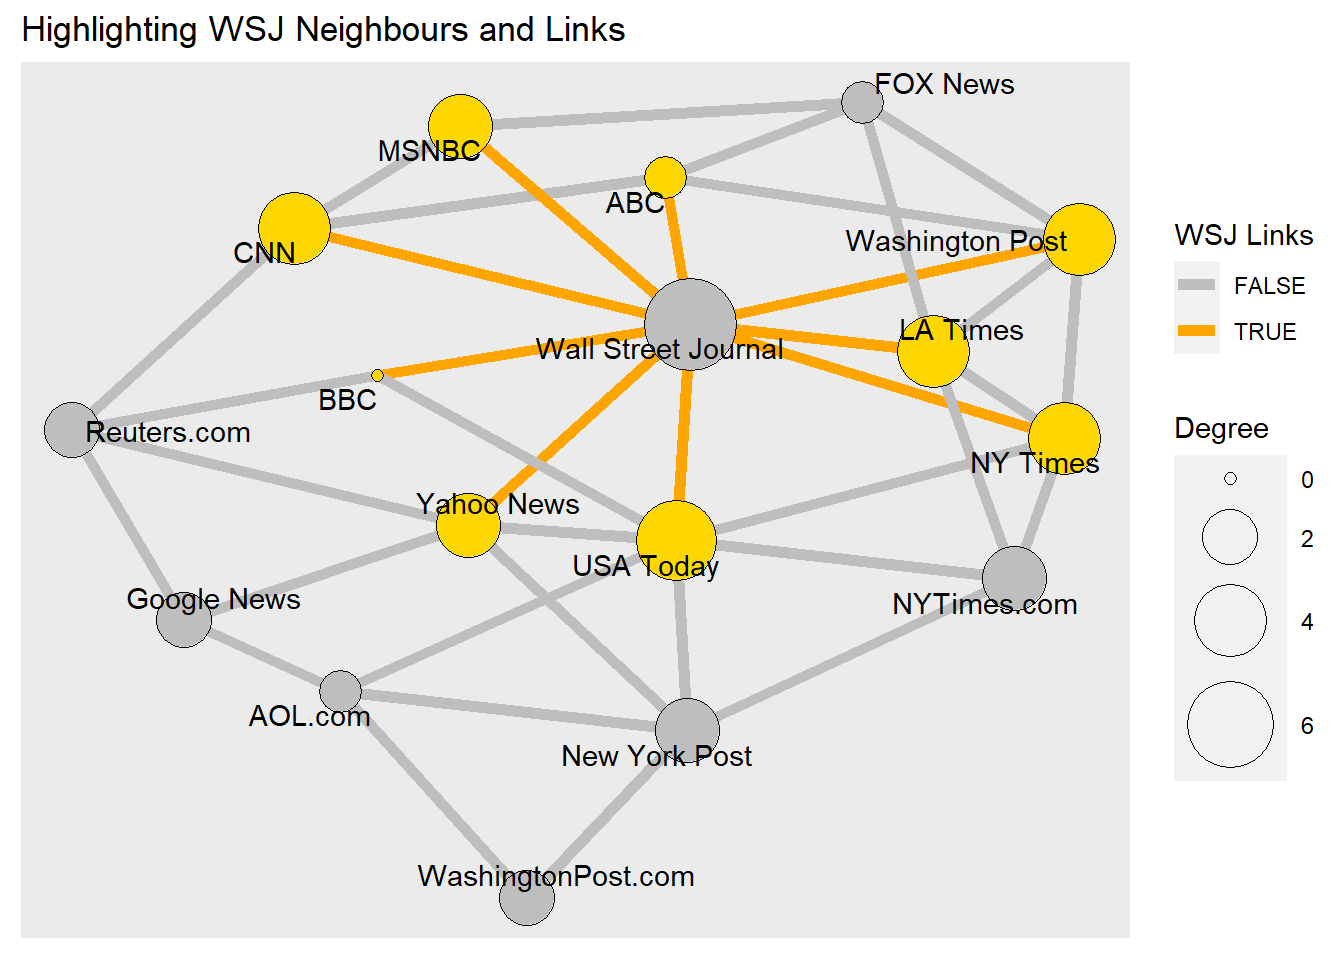 Highlighting WSJ Neighbours and Links
FOX News
MSNBC
ABC
Washington Post
CNN
LA Times
Wall Street Journal
BBC
Reuters.com
NY Times
Yahoo News
USA Today
Google News
NYTimes.com
AOL.com
New York Post
WashingtonPost.com
WSJ Links
FALSE
TRUE
Degree
0
2
4
6